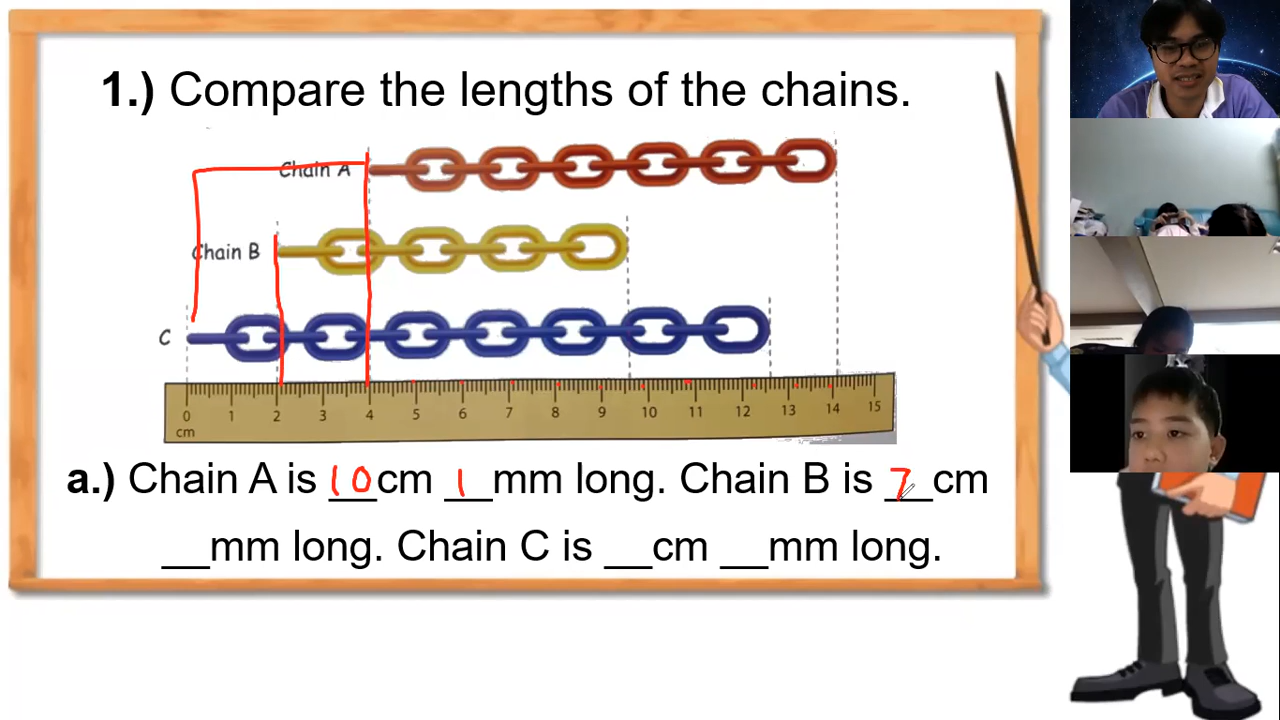 1.) Compare the lengths of the chains.
Chain A
Chain B
C
0 1 2 3 4 5 6 7 8 9 10 11 12 13 14 15
cm
a.) Chain A is 10cm 1mm long. Chain B is 7cm
__mm long. Chain C is __cm __mm long.